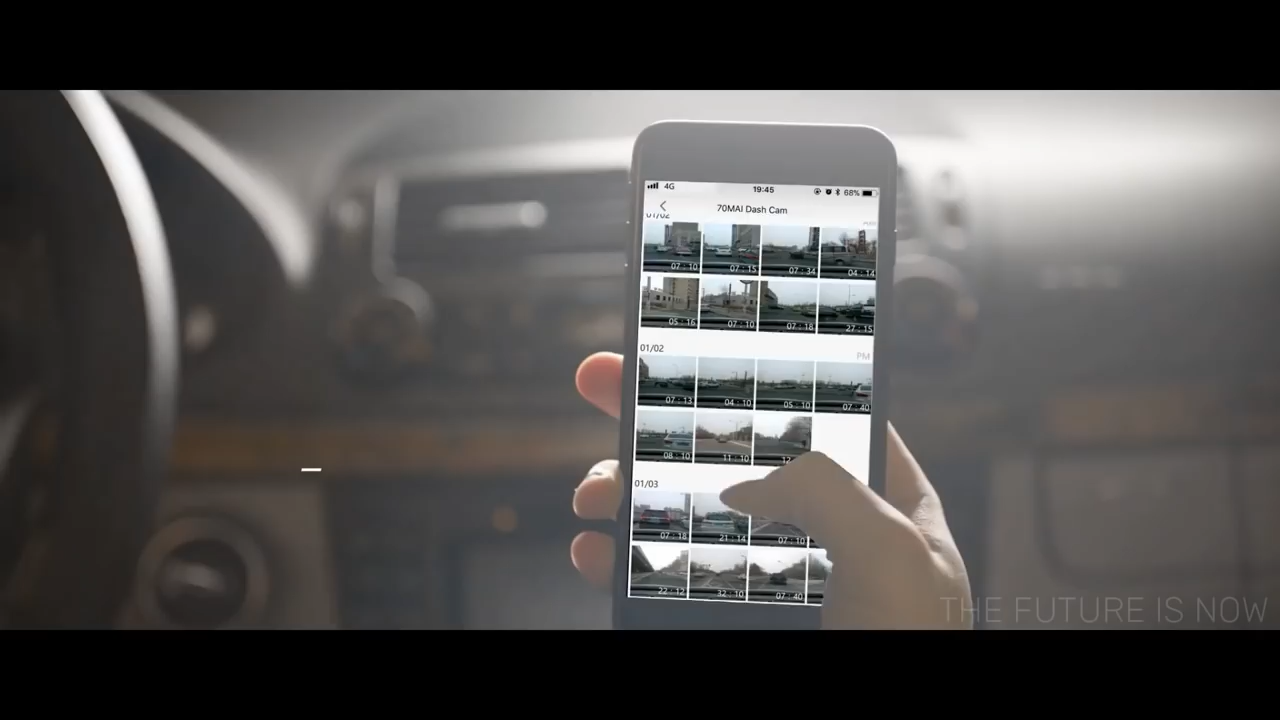 4G 19:45 68%
70MAI Dash Cam
01/02
07:10 07:15 07:34 04:14
05:16 07:10 07:18 27:15
01/02 PM
07:13 04:10 05:10 07:40
08:10 11:10
01/03
07:18 21:14 07:10
22:12 32:10 07:40
THE FUTURE IS NOW